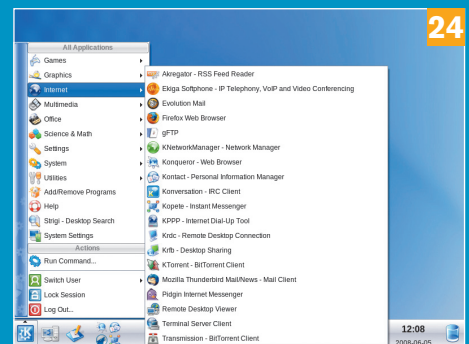 24
All Applications
Games
Graphics
Internet
Multimedia
Office
Science & Math
Settings
System
Utilities
Add/Remove Programs
Help
Strigi - Desktop Search
System Settings
Actions
Run Command...
Switch User
Lock Session
Log Out...
Akregator - RSS Feed Reader
Ekiga Softphone - IP Telephony, VoIP and Video Conferencing
Evolution Mail
Firefox Web Browser
gFTP
KNetworkManager - Network Manager
Konqueror - Web Browser
Kontact - Personal Information Manager
Konversation - IRC Client
Kopete - Instant Messenger
KPPP - Internet Dial-Up Tool
Krdc - Remote Desktop Connection
Krfb - Desktop Sharing
KTorrent - BitTorrent Client
Mozilla Thunderbird Mail/News - Mail Client
Pidgin Internet Messenger
Remote Desktop Viewer
Terminal Server Client
Transmission - BitTorrent Client
12:08
2008-06-05